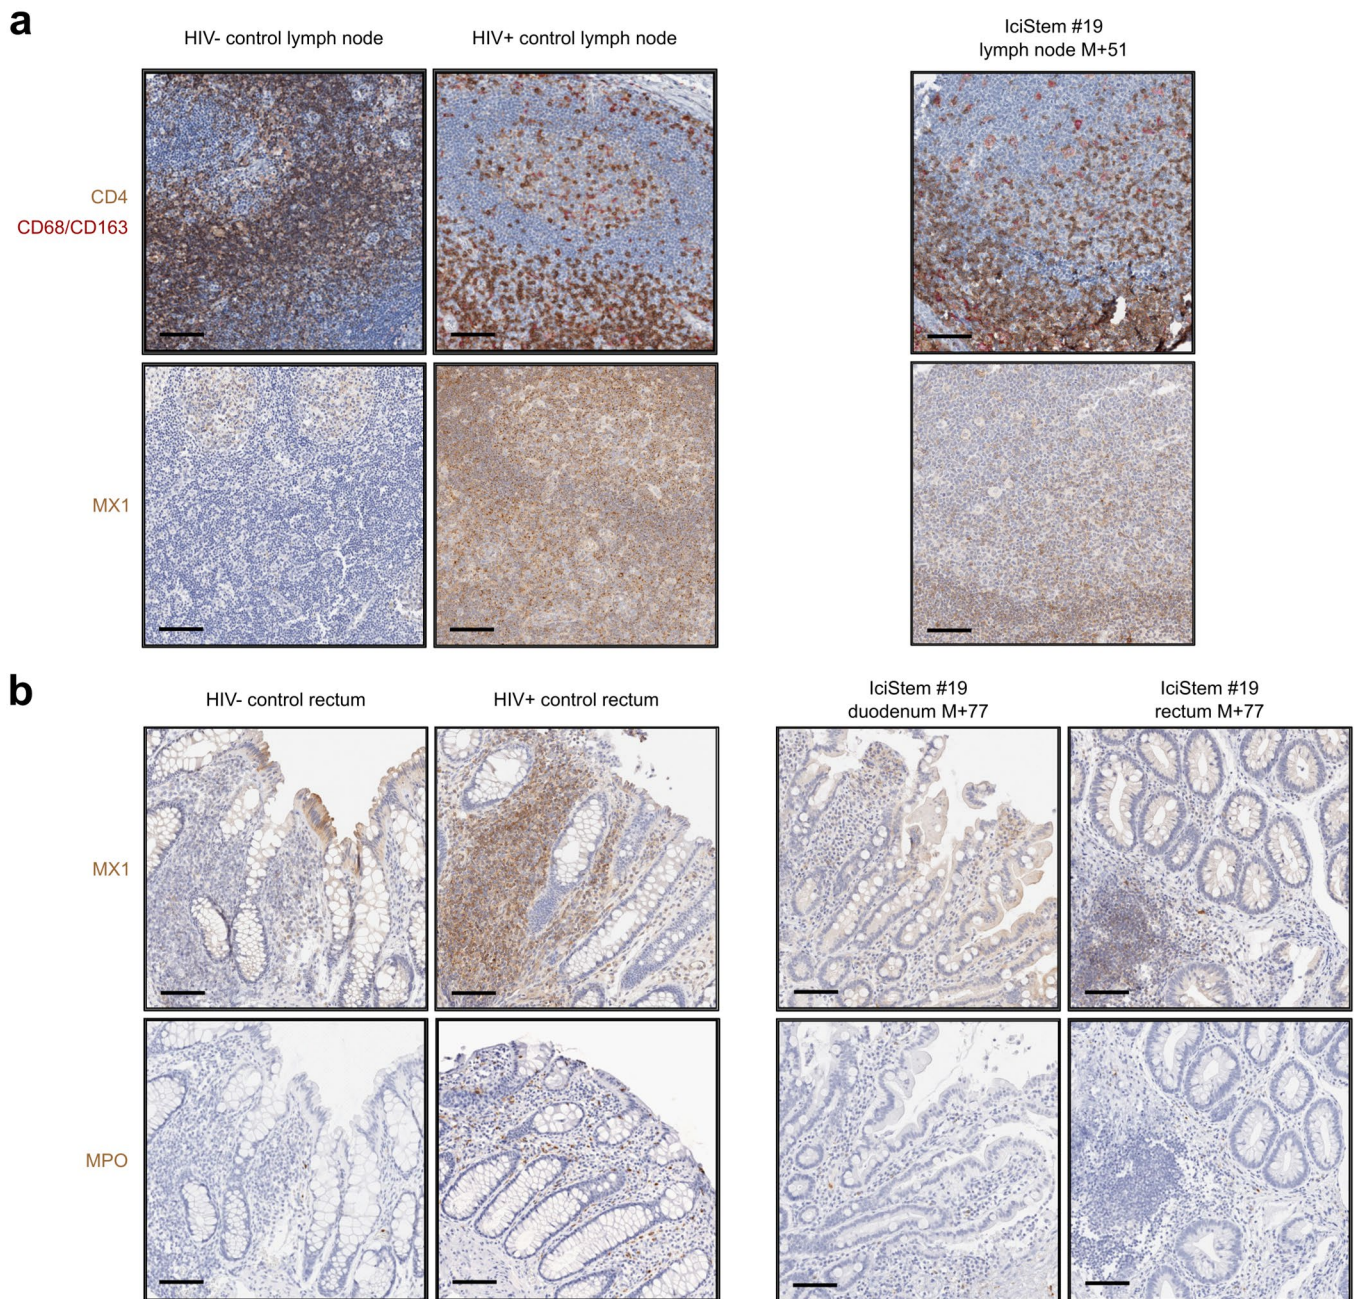 a
HIV- control lymph node
HIV+ control lymph node
IciStem #19
lymph node M+51
CD4
CD68/CD163
MX1
b
HIV- control rectum
HIV+ control rectum
IciStem #19
duodenum M+77
IciStem #19
rectum M+77
MX1
MPO